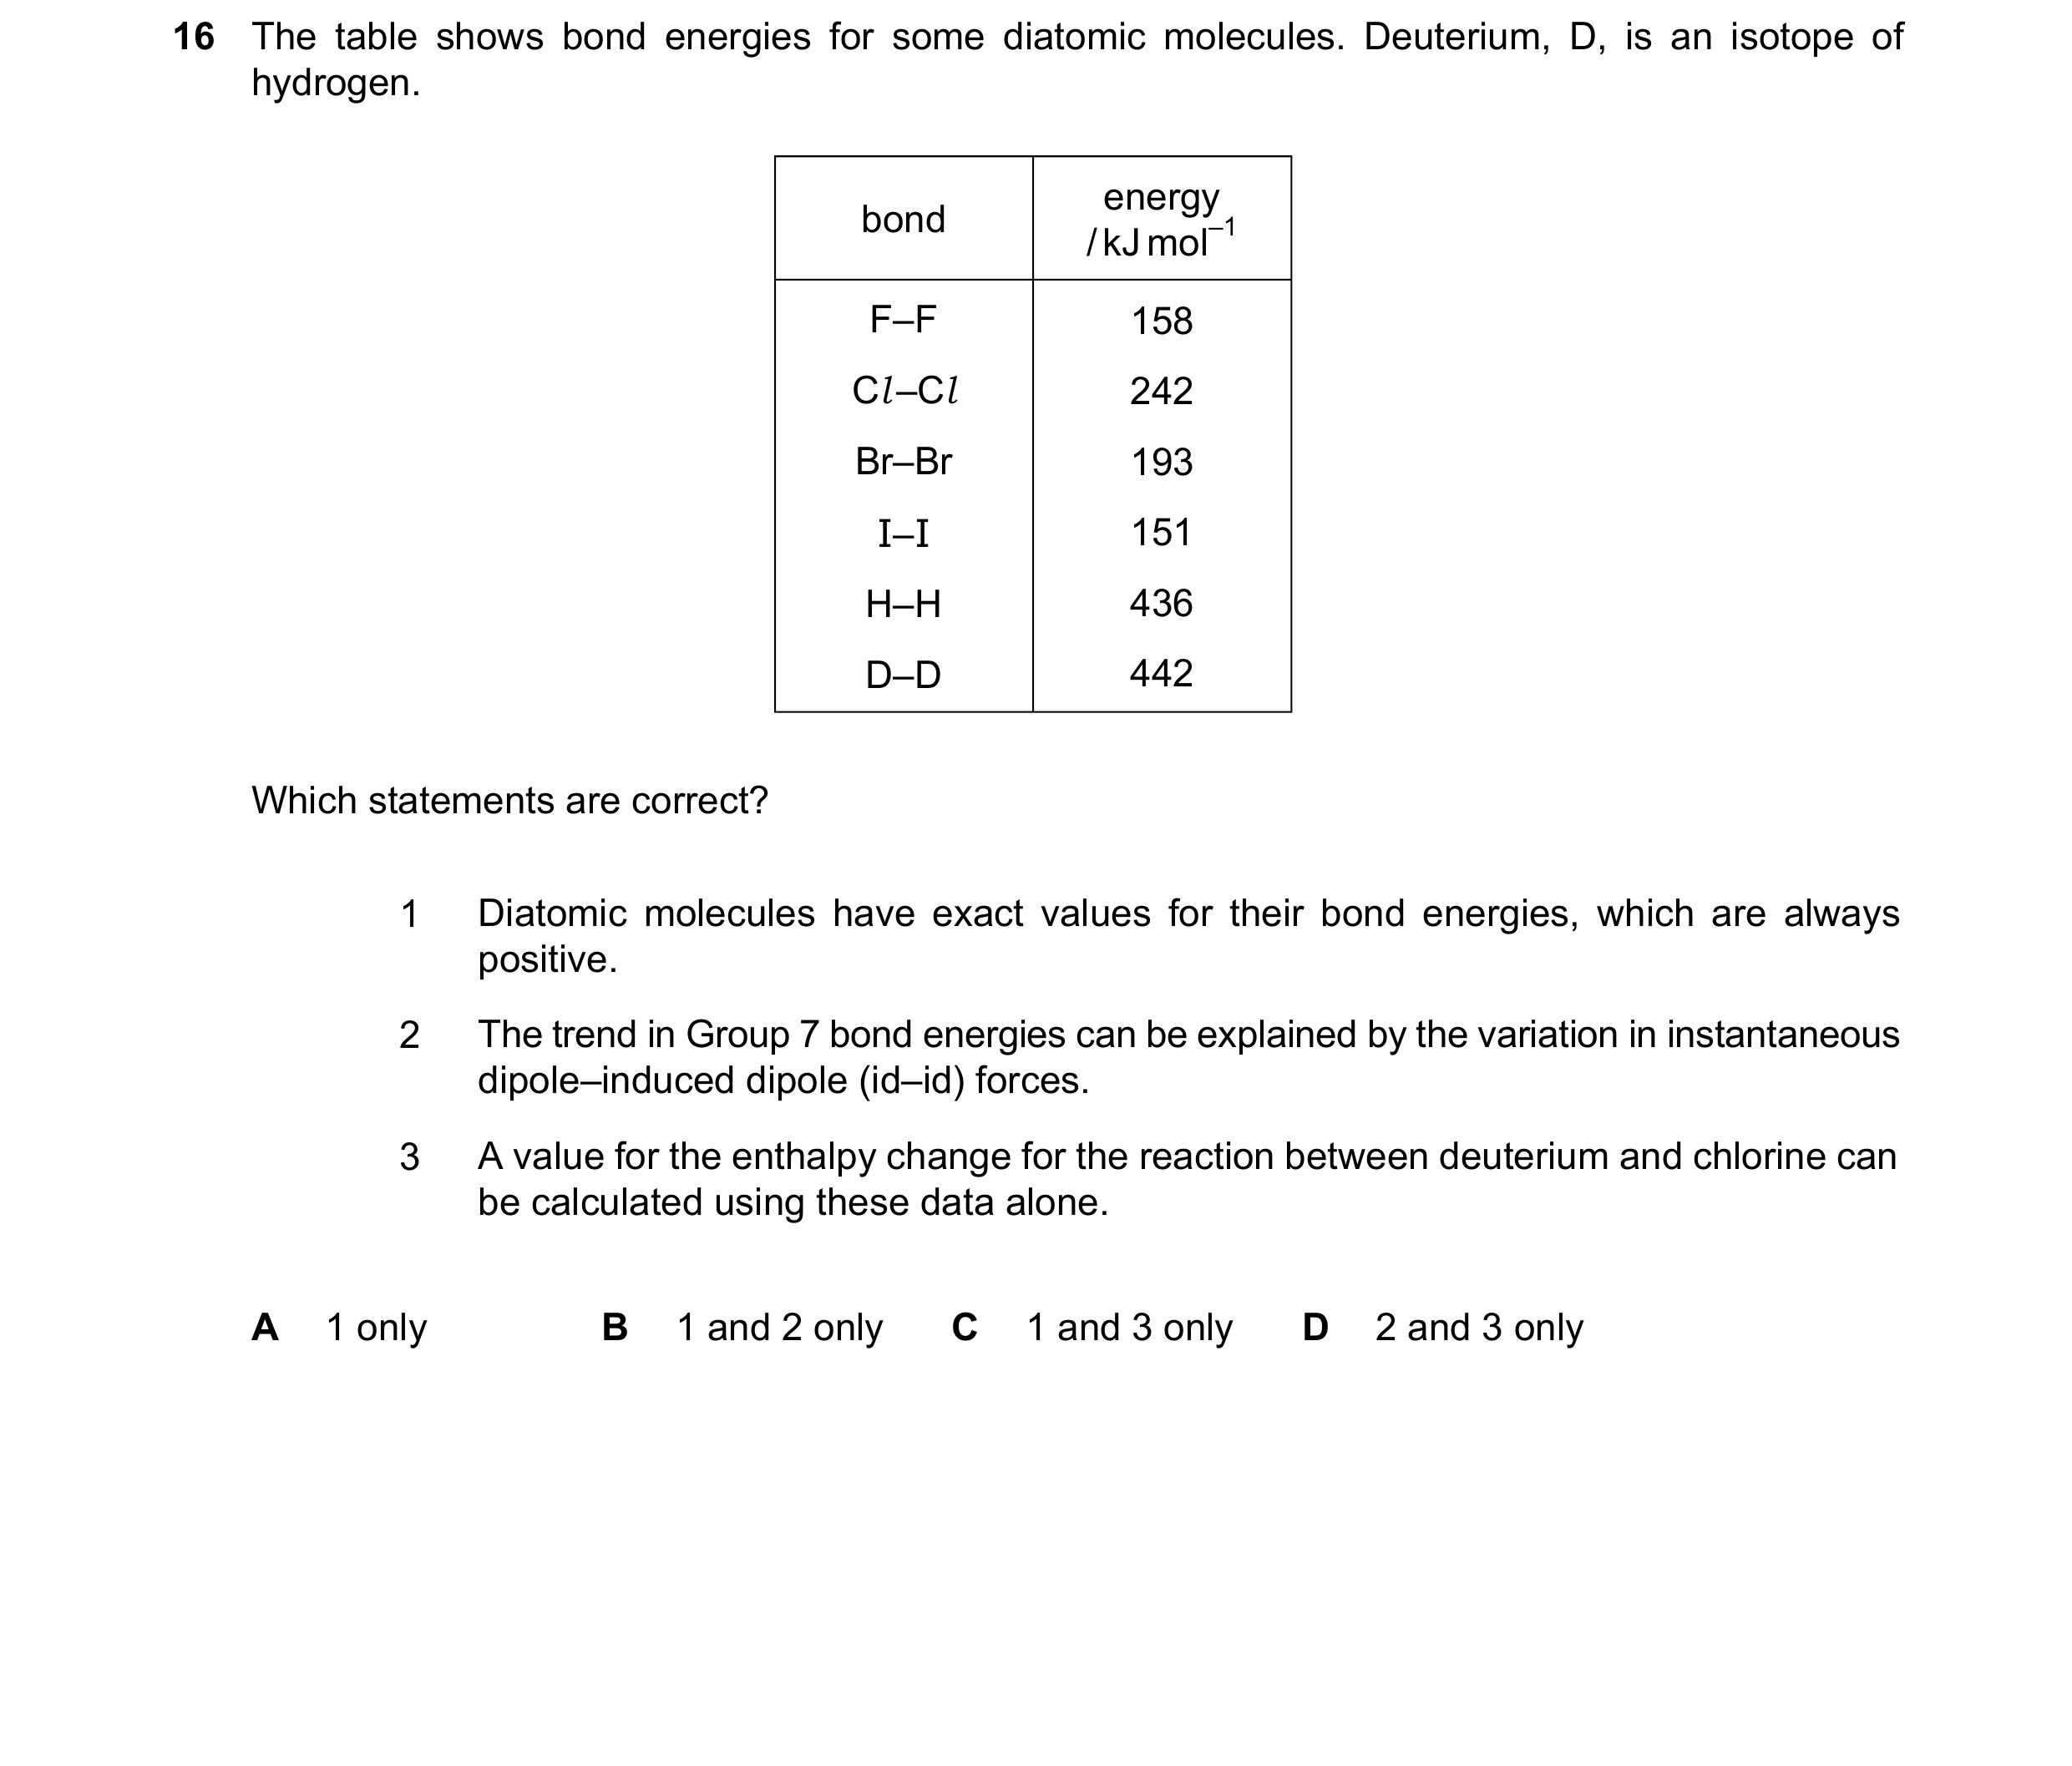 16 The table shows bond energies for some diatomic molecules. Deuterium, D, is an isotope of
hydrogen.
bond energy
/ kJ mol⁻¹
F–F 158
Cl–Cl 242
Br–Br 193
I–I 151
H–H 436
D–D 442
Which statements are correct?
1 Diatomic molecules have exact values for their bond energies, which are always
positive.
2 The trend in Group 7 bond energies can be explained by the variation in instantaneous
dipole–induced dipole (id–id) forces.
3 A value for the enthalpy change for the reaction between deuterium and chlorine can
be calculated using these data alone.
A 1 only B 1 and 2 only C 1 and 3 only D 2 and 3 only